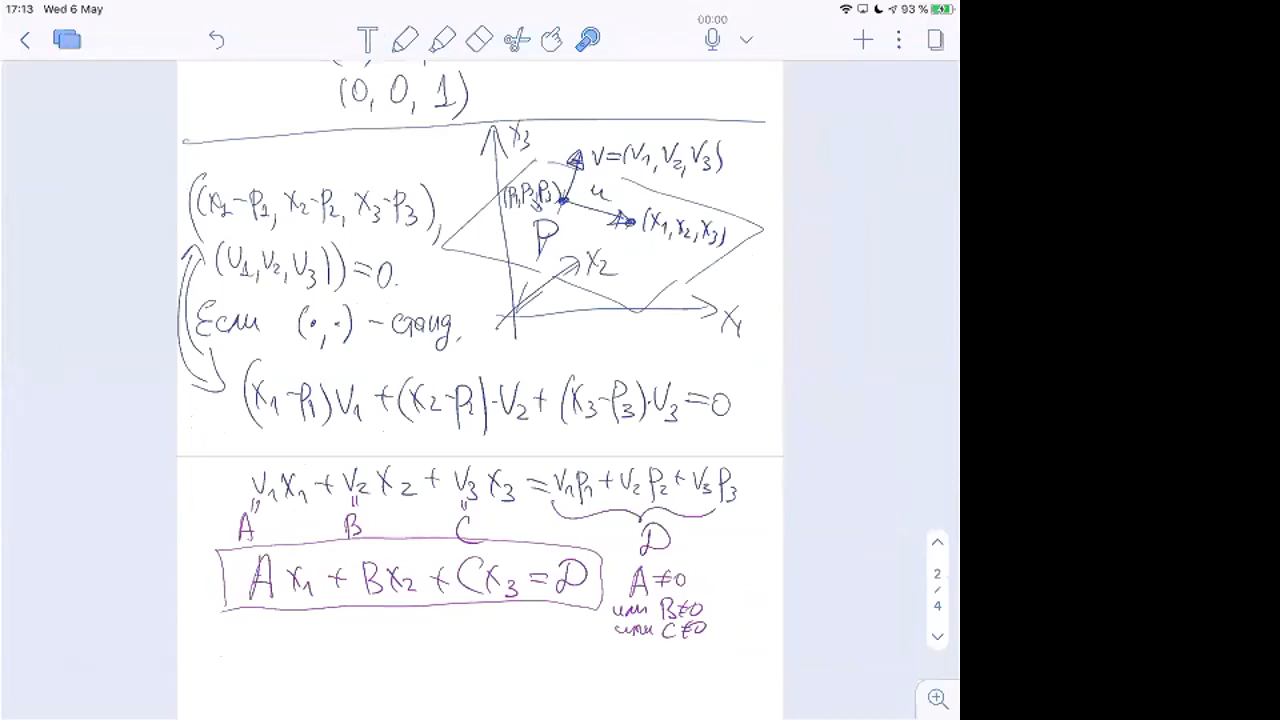 17:13 Wed 6 May
93 %
00:00
T
(0, 0, 1)
X3
V=(V1, V2, V3)
(p1, p2, p3)
u
(X1, X2, X3)
P
X2
X1
((X1-p1, X2-p2, X3-p3),
(V1, V2, V3))=0.
Если (·,·) - станд.
(X1-p1)V1+(X2-p2)·V2+(X3-p3)·V3=0
V1X1+V2X2+V3X3=V1p1+V2p2+V3p3
A B C D
Ax1+Bx2+Cx3=D
A≠0
или B≠0
или C≠0
2
/
4